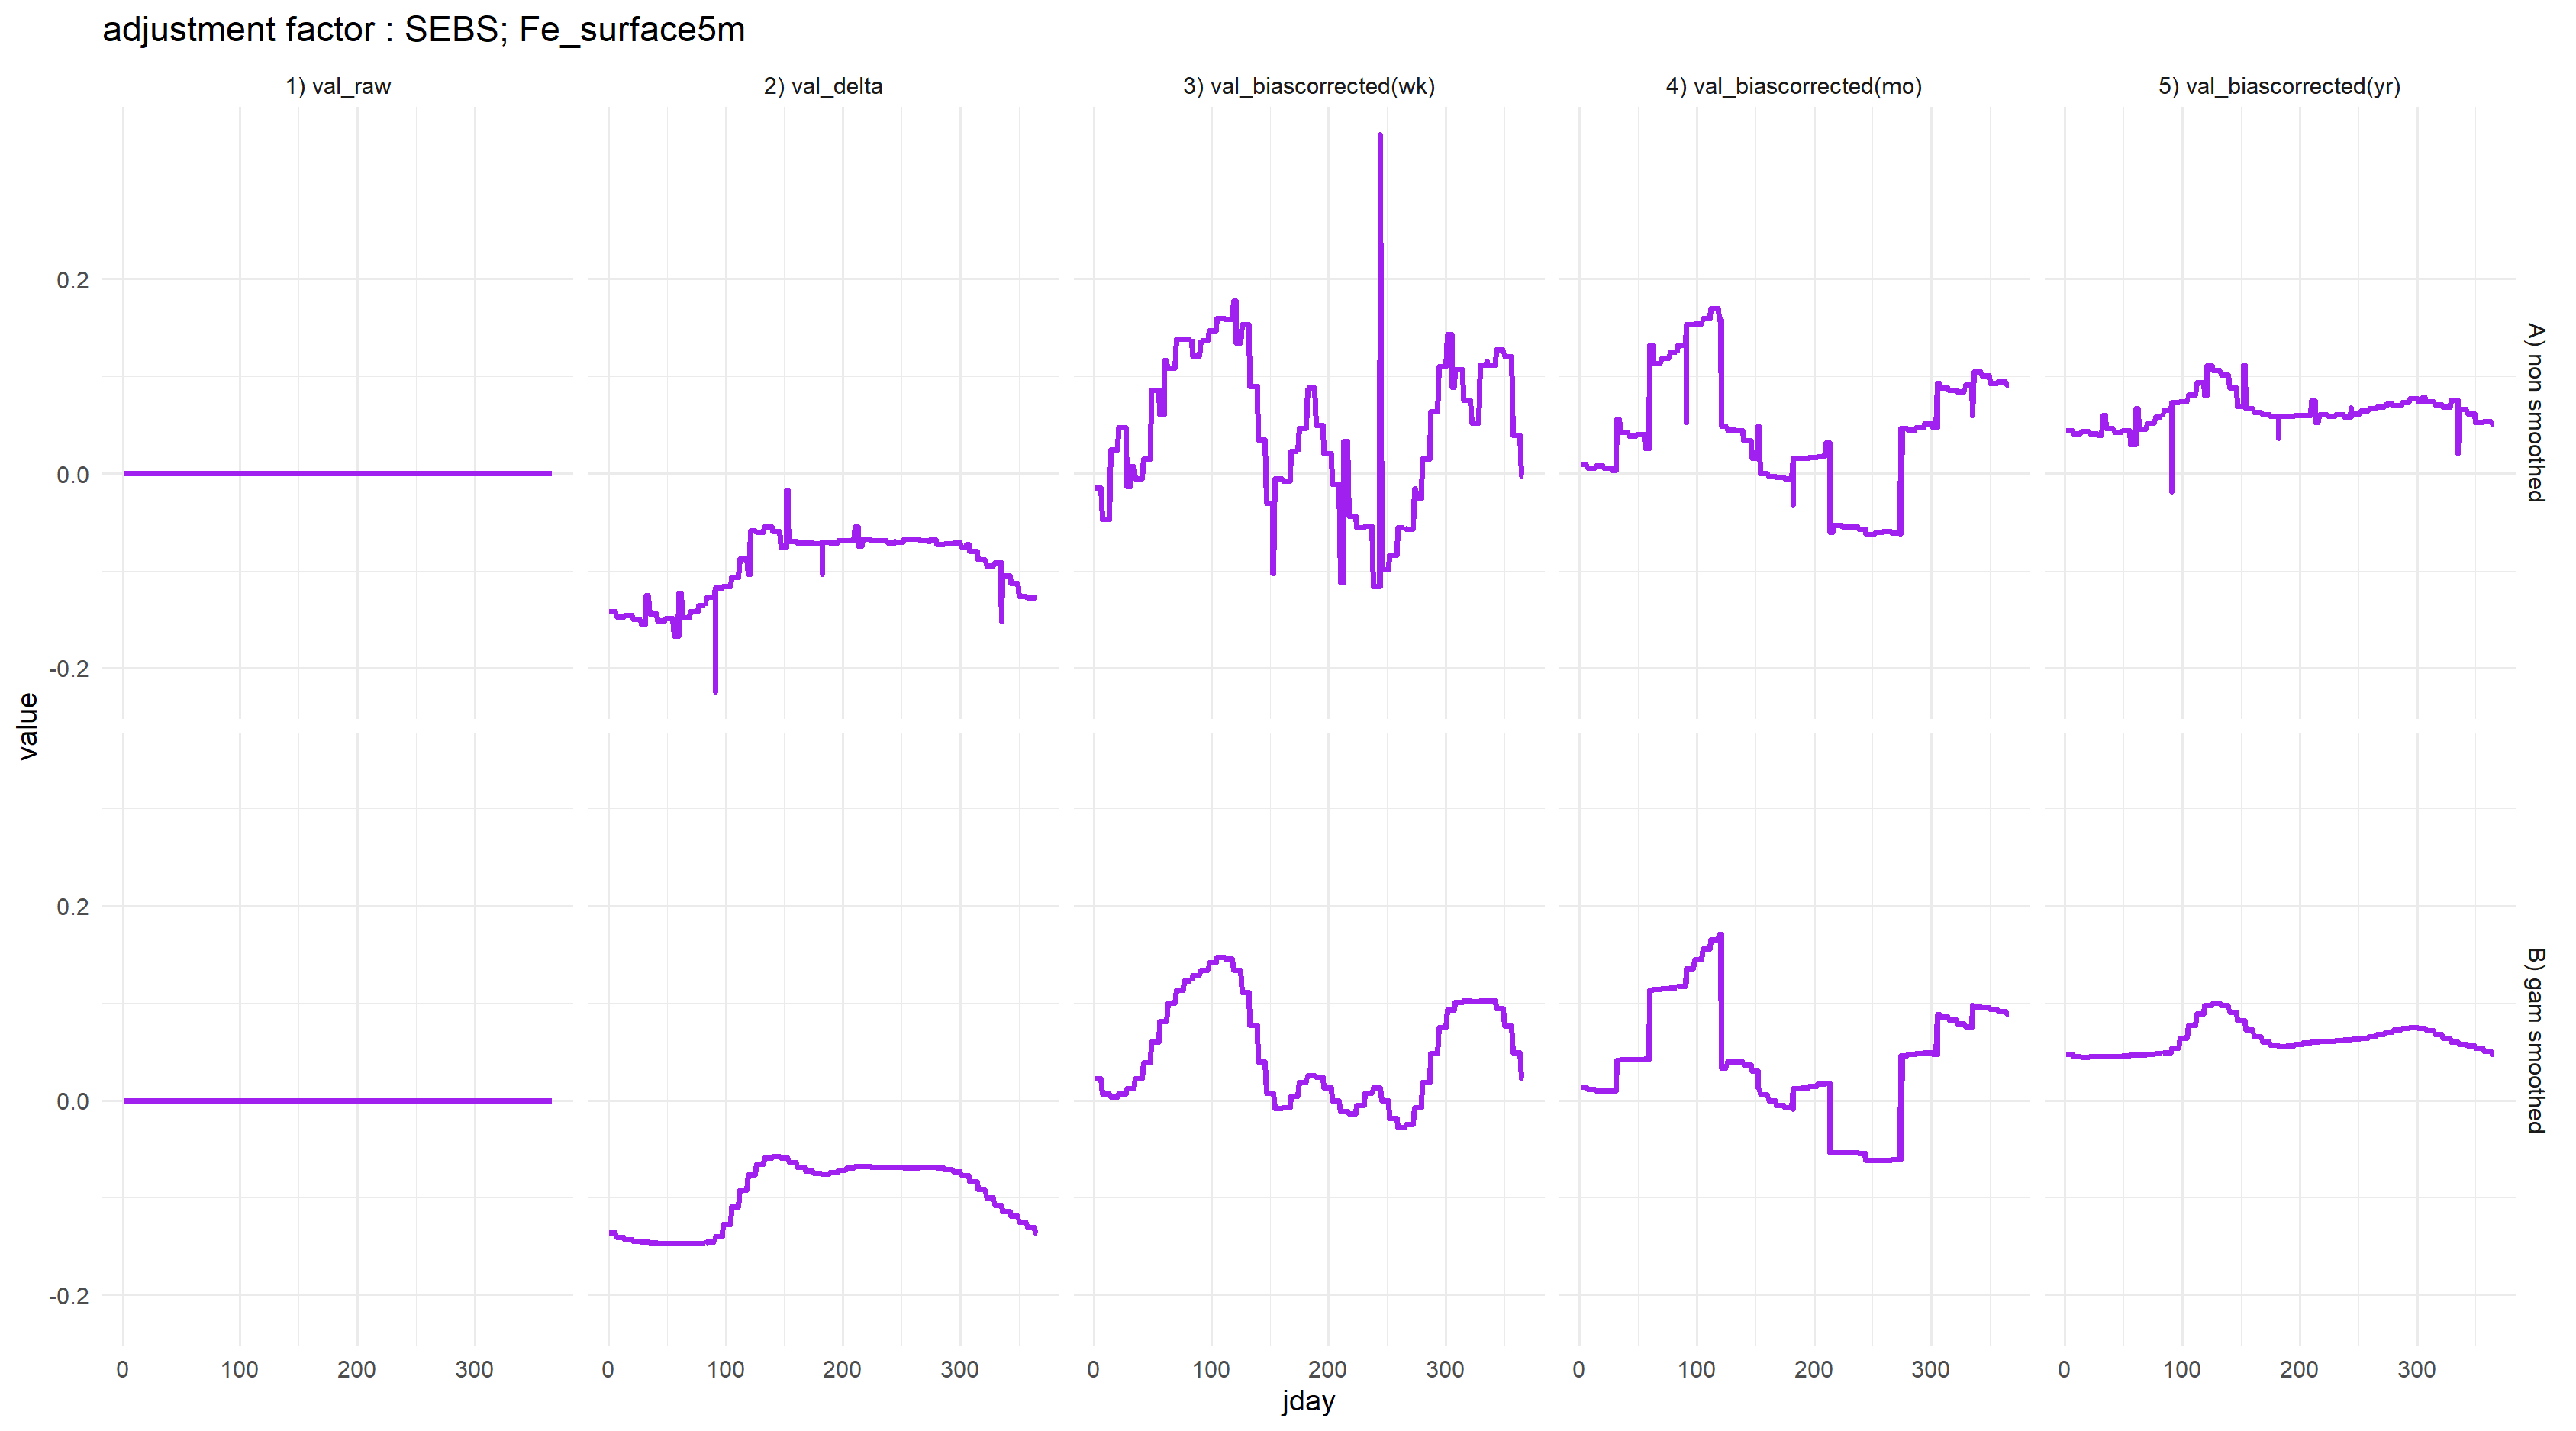 adjustment factor : SEBS; Fe_surface5m
1) val_raw
2) val_delta
3) val_biascorrected(wk)
4) val_biascorrected(mo)
5) val_biascorrected(yr)
0.2
0.0
-0.2
A) non smoothed
value
0.2
0.0
-0.2
B) gam smoothed
0 100 200 300
0 100 200 300
0 100 200 300
0 100 200 300
0 100 200 300
jday